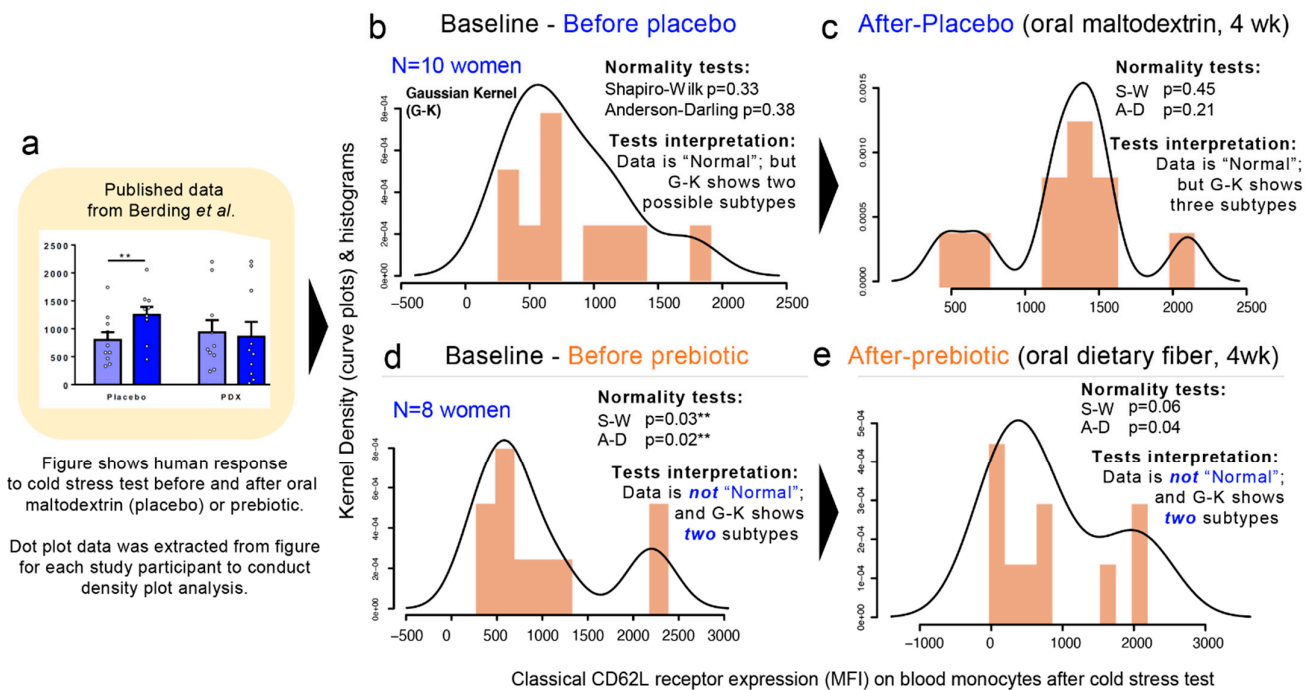 a
Published data
from Berding et al.
2500
2000
1500
1000
500
0
**
Placebo
PDX
Figure shows human response
to cold stress test before and after oral
maltodextrin (placebo) or prebiotic.
Dot plot data was extracted from figure
for each study participant to conduct
density plot analysis.
Kernel Density (curve plots) & histograms
b
Baseline - Before placebo
N=10 women
Gaussian Kernel
(G-K)
Normality tests:
Shapiro-Wilk p=0.33
Anderson-Darling p=0.38
Tests interpretation:
Data is "Normal"; but
G-K shows two
possible subtypes
8e-04
6e-04
4e-04
2e-04
0e+00
−500
0
500
1000
1500
2000
2500
c
After-Placebo (oral maltodextrin, 4 wk)
Normality tests:
S-W p=0.45
A-D p=0.21
Tests interpretation:
Data is "Normal";
but G-K shows
three subtypes
0.0015
0.0010
0.0005
0.0000
500
1000
1500
2000
2500
d
Baseline - Before prebiotic
N=8 women
Normality tests:
S-W p=0.03**
A-D p=0.02**
Tests interpretation:
Data is not "Normal";
and G-K shows
two subtypes
8e-04
6e-04
4e-04
2e-04
0e+00
−500
0
500
1000
1500
2000
2500
3000
e
After-prebiotic (oral dietary fiber, 4wk)
Normality tests:
S-W p=0.06
A-D p=0.04
Tests interpretation:
Data is not "Normal";
and G-K shows
two subtypes
5e-04
4e-04
3e-04
2e-04
1e-04
0e+00
−1000
0
1000
2000
3000
Classical CD62L receptor expression (MFI) on blood monocytes after cold stress test